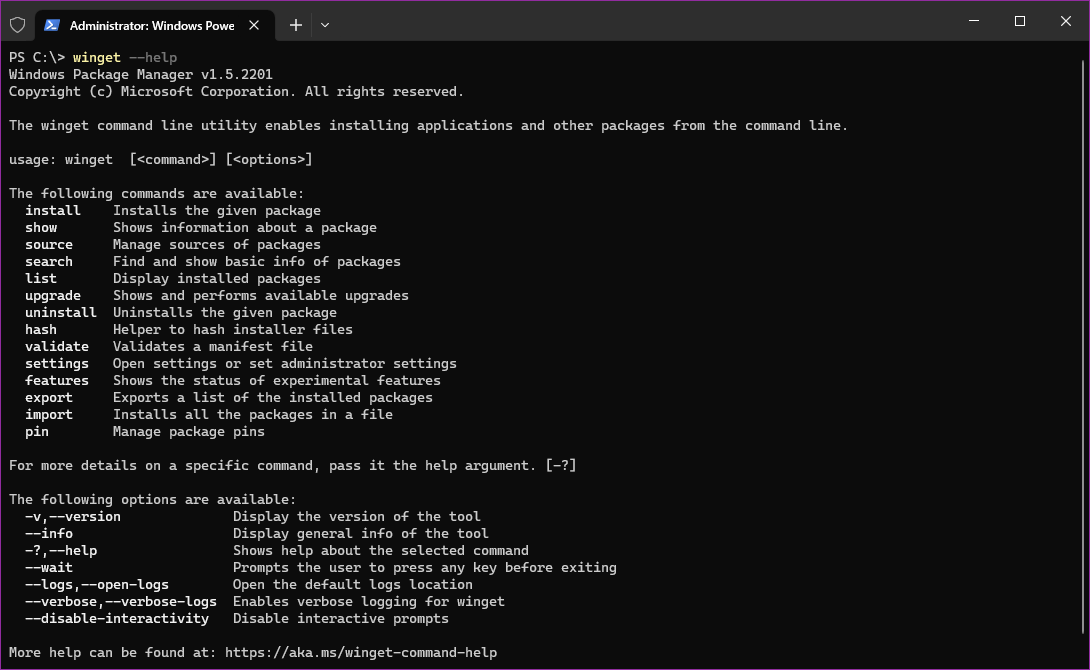 Administrator: Windows Powe
PS C:\> winget --help
Windows Package Manager v1.5.2201
Copyright (c) Microsoft Corporation. All rights reserved.
The winget command line utility enables installing applications and other packages from the command line.
usage: winget  [<command>] [<options>]
The following commands are available:
  install    Installs the given package
  show       Shows information about a package
  source     Manage sources of packages
  search     Find and show basic info of packages
  list       Display installed packages
  upgrade    Shows and performs available upgrades
  uninstall  Uninstalls the given package
  hash       Helper to hash installer files
  validate   Validates a manifest file
  settings   Open settings or set administrator settings
  features   Shows the status of experimental features
  export     Exports a list of the installed packages
  import     Installs all the packages in a file
  pin        Manage package pins
For more details on a specific command, pass it the help argument. [-?]
The following options are available:
  -v,--version              Display the version of the tool
  --info                    Display general info of the tool
  -?,--help                 Shows help about the selected command
  --wait                    Prompts the user to press any key before exiting
  --logs,--open-logs        Open the default logs location
  --verbose,--verbose-logs  Enables verbose logging for winget
  --disable-interactivity   Disable interactive prompts
More help can be found at: https://aka.ms/winget-command-help